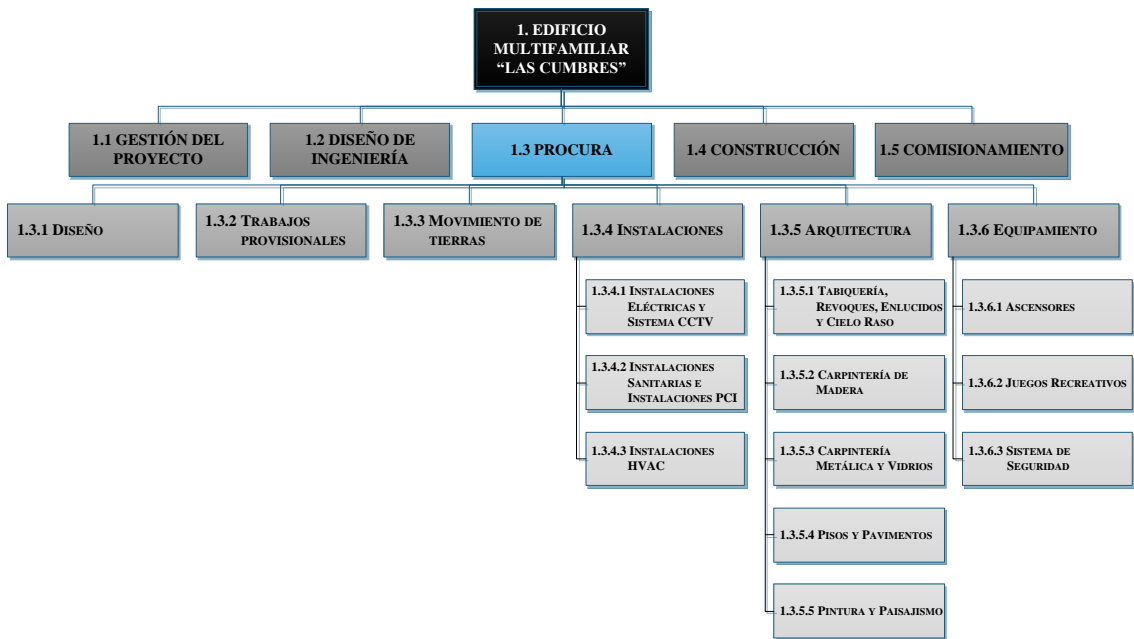 1. EDIFICIO
MULTIFAMILIAR
“LAS CUMBRES”
1.1 GESTIÓN DEL
PROYECTO
1.2 DISEÑO DE
INGENIERÍA
1.3 PROCURA
1.4 CONSTRUCCIÓN
1.5 COMISIONAMIENTO
1.3.1 DISEÑO
1.3.2 TRABAJOS
PROVISIONALES
1.3.3 MOVIMIENTO DE
TIERRAS
1.3.4 INSTALACIONES
1.3.5 ARQUITECTURA
1.3.6 EQUIPAMIENTO
1.3.4.1 INSTALACIONES
ELÉCTRICAS Y
SISTEMA CCTV
1.3.4.2 INSTALACIONES
SANITARIAS E
INSTALACIONES PCI
1.3.4.3 INSTALACIONES
HVAC
1.3.5.1 TABIQUERÍA,
REVOQUES, ENLUCIDOS
Y CIELO RASO
1.3.5.2 CARPINTERÍA DE
MADERA
1.3.5.3 CARPINTERÍA
METÁLICA Y VIDRIOS
1.3.5.4 PISOS Y PAVIMENTOS
1.3.5.5 PINTURA Y PAISAJISMO
1.3.6.1 ASCENSORES
1.3.6.2 JUEGOS RECREATIVOS
1.3.6.3 SISTEMA DE
SEGURIDAD